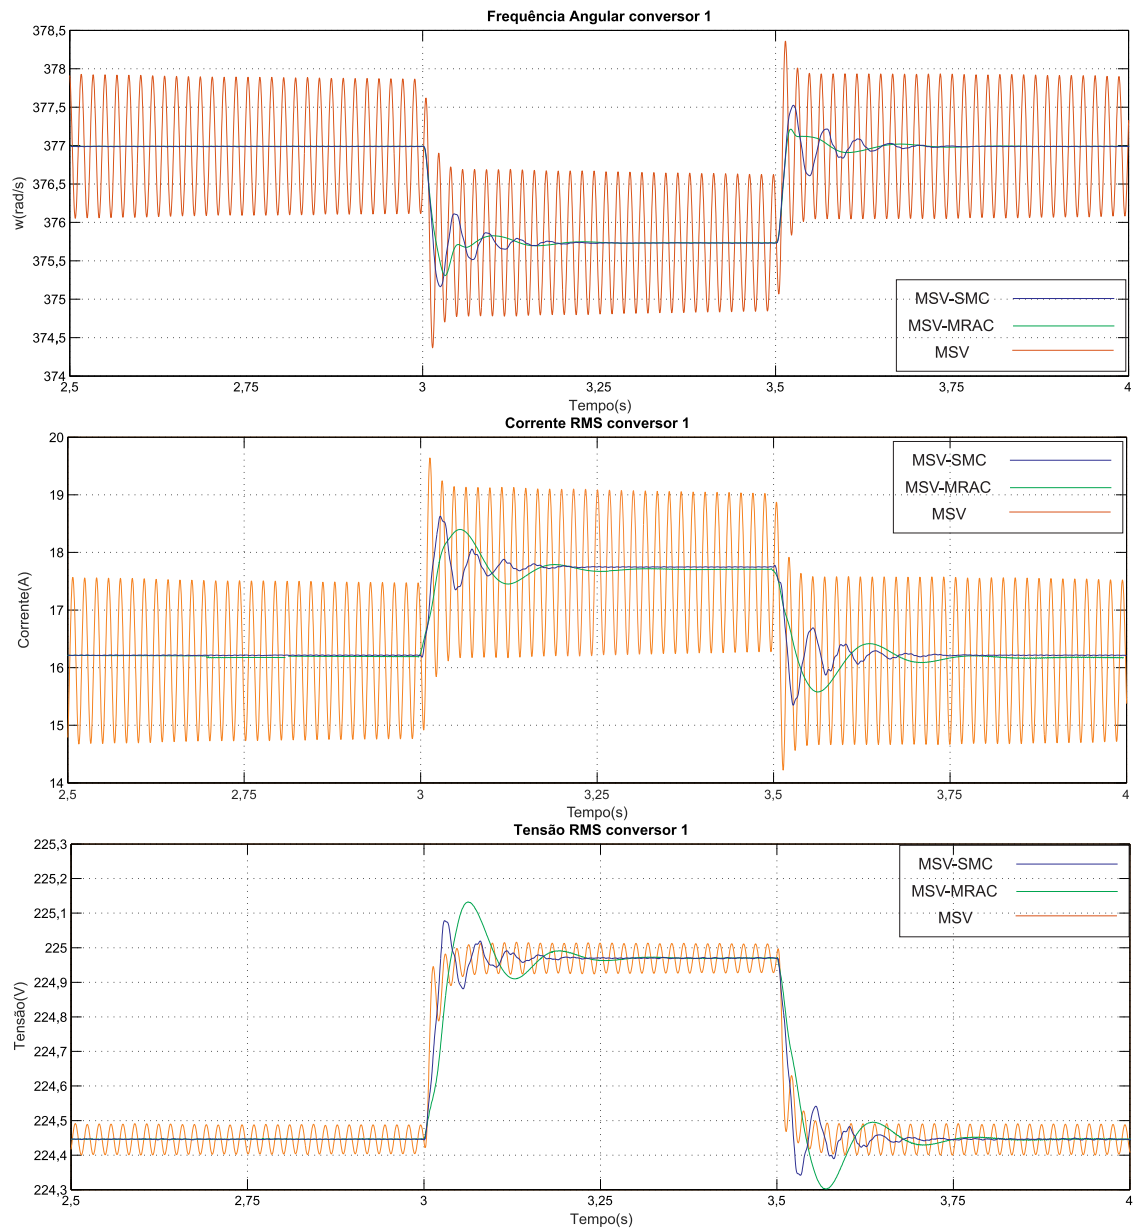 Frequência Angular conversor 1
378,5
378
377,5
377
376,5
376
375,5
375
374,5
374
w(rad/s)
MSV-SMC
MSV-MRAC
MSV
2,5 2,75 3 3,25 3,5 3,75 4
Tempo(s)
Corrente RMS conversor 1
20
19
18
17
16
15
14
Corrente(A)
MSV-SMC
MSV-MRAC
MSV
2,5 2,75 3 3,25 3,5 3,75 4
Tempo(s)
Tensão RMS conversor 1
225,3
225,2
225,1
225
224,9
224,8
224,7
224,6
224,5
224,4
224,3
Tensão(V)
MSV-SMC
MSV-MRAC
MSV
2,5 2,75 3 3,25 3,5 3,75 4
Tempo(s)